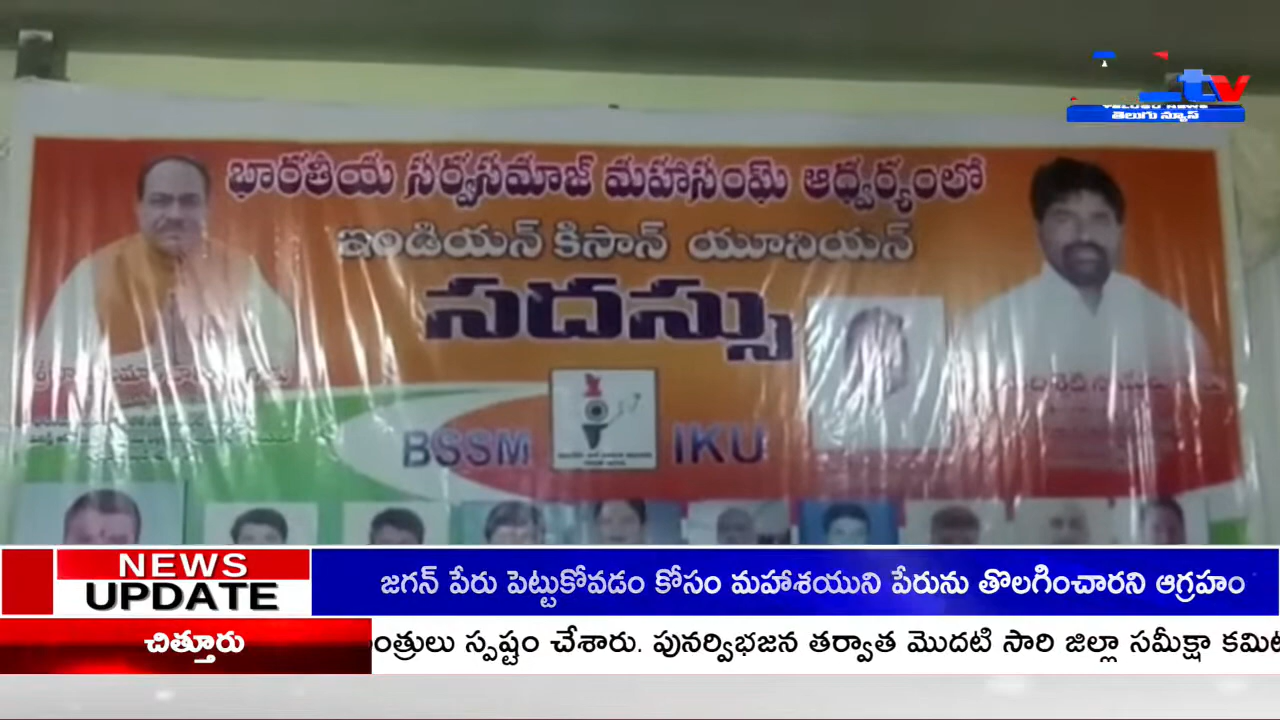 tv
తెలుగు న్యూస్
భారతీయ సర్వసమాజ్ మహాసంఘ్ ఆధ్వర్యంలో
ఇండియన్ కిసాన్ యూనియన్
సదస్సు
BSSM IKU
NEWS
UPDATE
జగన్ పేరు పెట్టుకోవడం కోసం మహాశయుని పేరును తొలగించారని ఆగ్రహం
చిత్తూరు
ంత్రులు స్పష్టం చేశారు. పునర్విభజన తర్వాత మొదటి సారి జిల్లా సమీక్షా కమిట